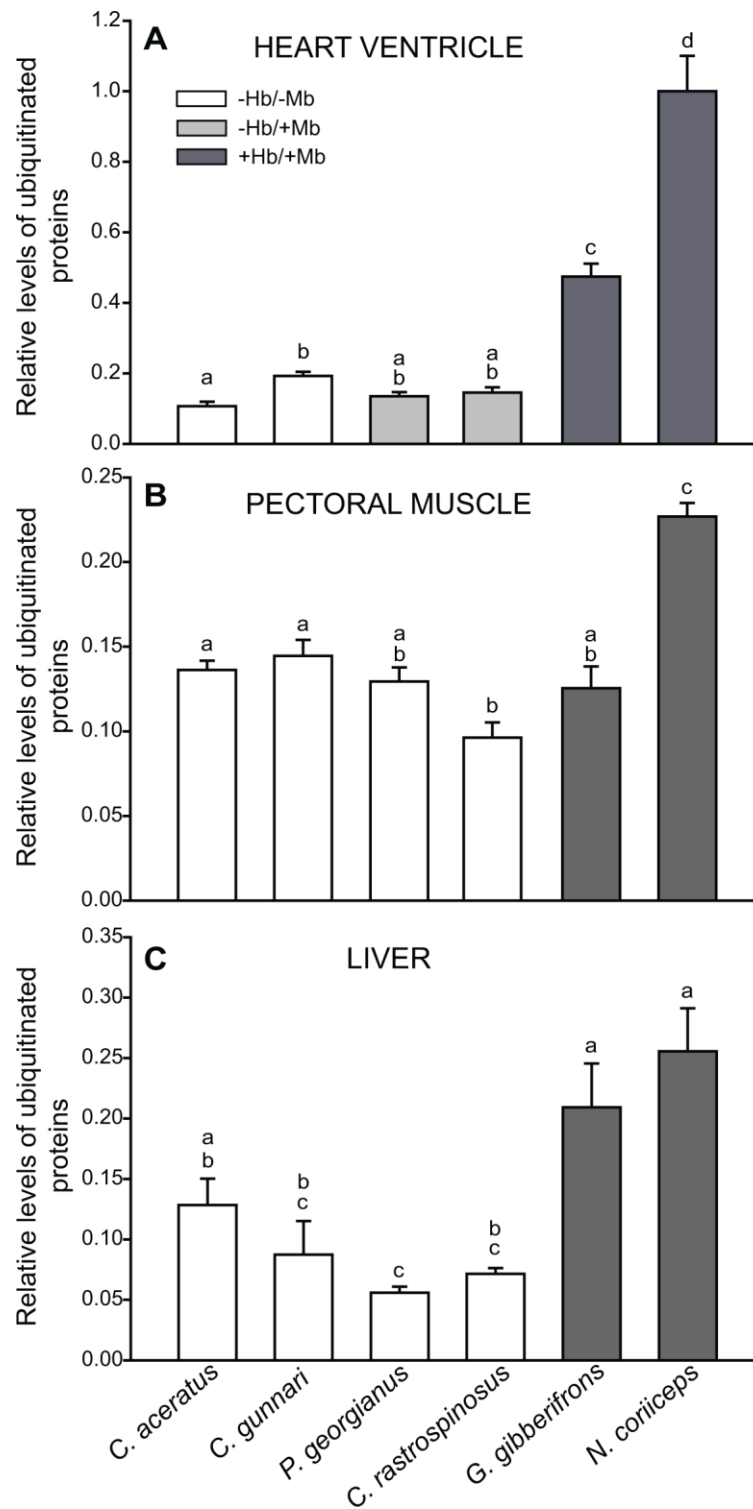 A
HEART VENTRICLE
-Hb/-Mb
-Hb/+Mb
+Hb/+Mb
Relative levels of ubiquitinated
proteins
1.2
1.0
0.8
0.6
0.4
0.2
0.0
a
b
a
b
a
b
c
d
B
PECTORAL MUSCLE
Relative levels of ubiquitinated
proteins
0.25
0.20
0.15
0.10
0.05
0.00
a
a
a
b
b
a
b
c
C
LIVER
Relative levels of ubiquitinated
proteins
0.35
0.30
0.25
0.20
0.15
0.10
0.05
0.00
a
b
b
c
c
b
c
a
a
C. aceratus
C. gunnari
P. georgianus
C. rastrospinosus
G. gibberifrons
N. coriiceps